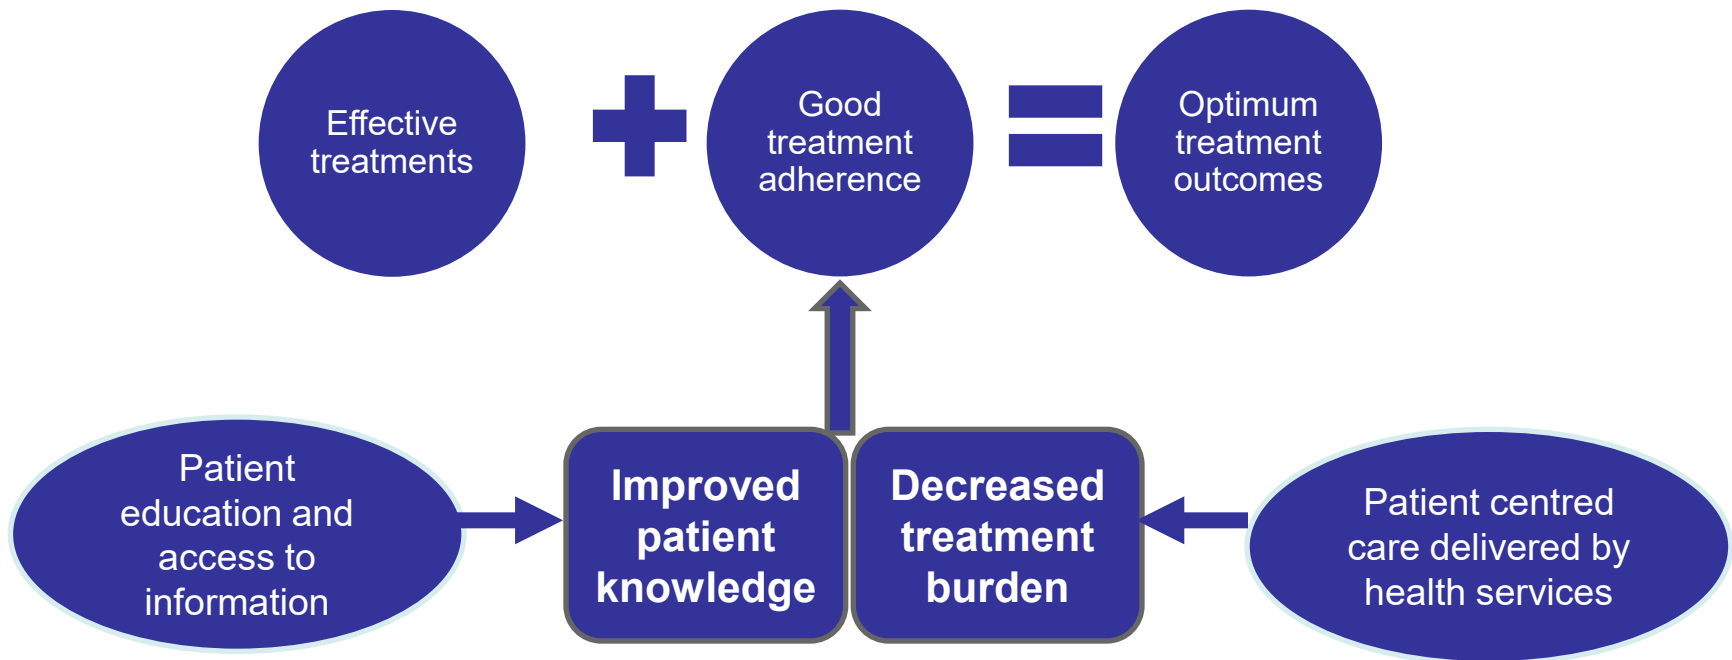 Effective
treatments
Good
treatment
adherence
Optimum
treatment
outcomes
Patient
education and
access to
information
Improved
patient
knowledge
Decreased
treatment
burden
Patient centred
care delivered by
health services